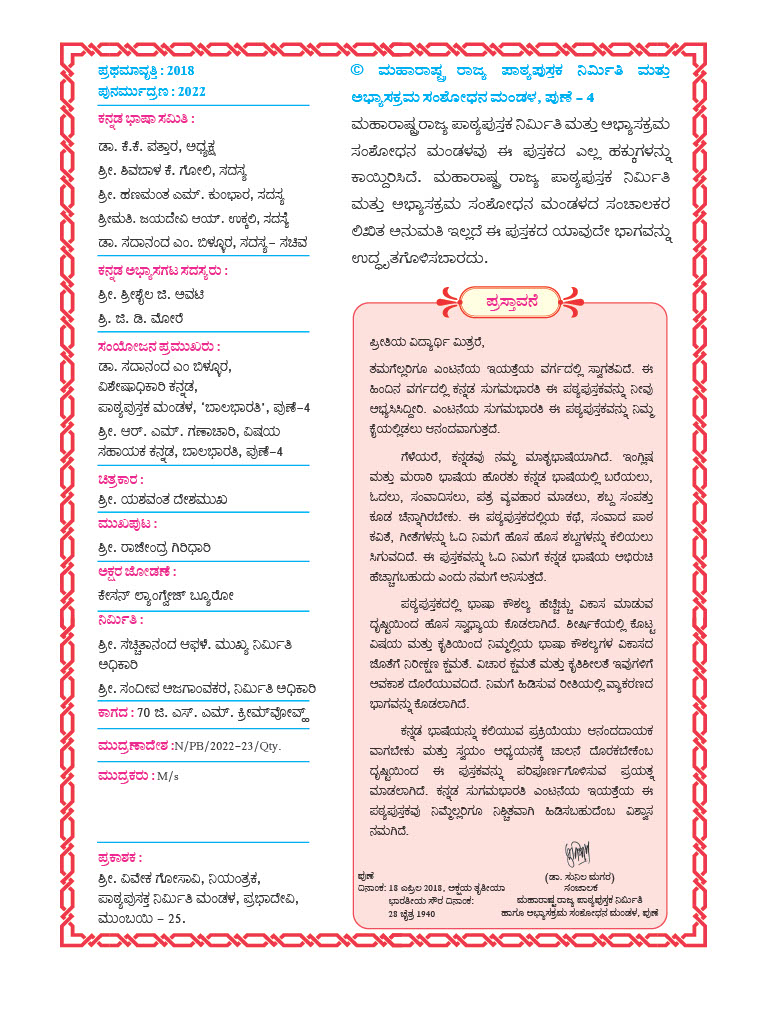 ಪ್ರಥಮಾವೃತ್ತಿ : 2018
ಪುನರ್ಮುದ್ರಣ : 2022
ಕನ್ನಡ ಭಾಷಾ ಸಮಿತಿ :
ಡಾ. ಕೆ.ಕೆ. ಪತ್ತಾರ, ಅಧ್ಯಕ್ಷ
ಶ್ರೀ. ಶಿವಬಾಳ ಕೆ. ಗೋಲಿ, ಸದಸ್ಯ
ಶ್ರೀ. ಹಣಮಂತ ಎಮ್. ಕುಂಭಾರ, ಸದಸ್ಯ
ಶ್ರೀಮತಿ. ಜಯದೇವಿ ಆಯ್. ಉಕ್ಕಲಿ, ಸದಸ್ಯೆ
ಡಾ. ಸದಾನಂದ ಎಂ. ಬಿಳ್ಳೂರ, ಸದಸ್ಯ – ಸಚಿವ
ಕನ್ನಡ ಅಭ್ಯಾಸಗಟ ಸದಸ್ಯರು :
ಶ್ರೀ. ಶ್ರೀಶೈಲ ಜಿ. ಆವಟಿ
ಶ್ರಿ. ಜಿ. ಡಿ. ಮೋರೆ
ಸಂಯೋಜನ ಪ್ರಮುಖರು :
ಡಾ. ಸದಾನಂದ ಎಂ ಬಿಳ್ಳೂರ,
ವಿಶೇಷಾಧಿಕಾರಿ ಕನ್ನಡ,
ಪಾಠ್ಯಪುಸ್ತಕ ಮಂಡಳ, ‘ಬಾಲಭಾರತಿ’, ಪುಣೆ–4
ಶ್ರೀ. ಆರ್. ಎಮ್. ಗಣಾಚಾರಿ, ವಿಷಯ
ಸಹಾಯಕ ಕನ್ನಡ, ಬಾಲಭಾರತಿ, ಪುಣೆ–4
ಚಿತ್ರಕಾರ :
ಶ್ರೀ. ಯಶವಂತ ದೇಶಮುಖ
ಮುಖಪುಟ :
ಶ್ರೀ. ರಾಜೇಂದ್ರ ಗಿರಿಧಾರಿ
ಅಕ್ಷರ ಜೋಡಣೆ :
ಕೇಸನ್ ಲ್ಯಾಂಗ್ವೇಜ್ ಬ್ಯೂರೋ
ನಿರ್ಮಿತಿ :
ಶ್ರೀ. ಸಚ್ಚಿತಾನಂದ ಆಫಳೆ. ಮುಖ್ಯ ನಿರ್ಮಿತಿ
ಅಧಿಕಾರಿ
ಶ್ರೀ. ಸಂದೀಪ ಅಜಗಾಂವಕರ, ನಿರ್ಮಿತಿ ಅಧಿಕಾರಿ
ಕಾಗದ : 70 ಜಿ. ಎಸ್. ಎಮ್. ಕ್ರೀಮ್‌ವೋವ್ಹ್
ಮುದ್ರಣಾದೇಶ :N/PB/2022–23/Qty.
ಮುದ್ರಕರು : M/s
ಪ್ರಕಾಶಕ :
ಶ್ರೀ. ವಿವೇಕ ಗೋಸಾವಿ, ನಿಯಂತ್ರಕ,
ಪಾಠ್ಯಪುಸಕ್ತ ನಿರ್ಮಿತಿ ಮಂಡಳ, ಪ್ರಭಾದೇವಿ,
ಮುಂಬಯಿ – 25.
© ಮಹಾರಾಷ್ಟ್ರ ರಾಜ್ಯ ಪಾಠ್ಯಪುಸ್ತಕ ನಿರ್ಮಿತಿ ಮತ್ತು
ಅಭ್ಯಾಸಕ್ರಮ ಸಂಶೋಧನ ಮಂಡಳ, ಪುಣೆ – 4
ಮಹಾರಾಷ್ಟ್ರರಾಜ್ಯ ಪಾಠ್ಯಪುಸ್ತಕ ನಿರ್ಮಿತಿ ಮತ್ತು ಅಭ್ಯಾಸಕ್ರಮ
ಸಂಶೋಧನ ಮಂಡಳವು ಈ ಪುಸ್ತಕದ ಎಲ್ಲ ಹಕ್ಕುಗಳನ್ನು
ಕಾಯ್ದಿರಿಸಿದೆ. ಮಹಾರಾಷ್ಟ್ರ ರಾಜ್ಯ ಪಾಠ್ಯಪುಸ್ತಕ ನಿರ್ಮಿತಿ
ಮತ್ತು ಅಭ್ಯಾಸಕ್ರಮ ಸಂಶೋಧನ ಮಂಡಳದ ಸಂಚಾಲಕರ
ಲಿಖಿತ ಅನುಮತಿ ಇಲ್ಲದೆ ಈ ಪುಸ್ತಕದ ಯಾವುದೇ ಭಾಗವನ್ನು
ಉದ್ಧೃತಗೊಳಿಸಬಾರದು.
ಪ್ರಸ್ತಾವನೆ
ಪ್ರೀತಿಯ ವಿದ್ಯಾರ್ಥಿ ಮಿತ್ರರೆ,
ತಮಗೆಲ್ಲರಿಗೂ ಎಂಟನೆಯ ಇಯತ್ತೆಯ ವರ್ಗದಲ್ಲಿ ಸ್ವಾಗತವಿದೆ. ಈ
ಹಿಂದಿನ ವರ್ಗದಲ್ಲಿ ಕನ್ನಡ ಸುಗಮಭಾರತಿ ಈ ಪಠ್ಯಪುಸ್ತಕವನ್ನು ನೀವು
ಅಭ್ಯಸಿಸಿದ್ದೀರಿ. ಎಂಟನೆಯ ಸುಗಮಭಾರತಿ ಈ ಪಠ್ಯಪುಸ್ತಕವನ್ನು ನಿಮ್ಮ
ಕೈಯಲ್ಲಿಡಲು ಆನಂದವಾಗುತ್ತದೆ.
ಗೆಳೆಯರೆ, ಕನ್ನಡವು ನಮ್ಮ ಮಾತೃಭಾಷೆಯಾಗಿದೆ. ಇಂಗ್ಲಿಷ
ಮತ್ತು ಮರಾಠಿ ಭಾಷೆಯ ಹೊರತು ಕನ್ನಡ ಭಾಷೆಯಲ್ಲಿ ಬರೆಯಲು,
ಓದಲು, ಸಂವಾದಿಸಲು, ಪತ್ರ ವ್ಯವಹಾರ ಮಾಡಲು, ಶಬ್ದ ಸಂಪತ್ತು
ಕೂಡ ಚೆನ್ನಾಗಿರಬೇಕು. ಈ ಪಠ್ಯಪುಸ್ತಕದಲ್ಲಿಯ ಕಥೆ, ಸಂವಾದ ಪಾಠ
ಕವಿತೆ, ಗೀತೆಗಳನ್ನು ಓದಿ ನಿಮಗೆ ಹೊಸ ಹೊಸ ಶಬ್ದಗಳನ್ನು ಕಲಿಯಲು
ಸಿಗುವದಿದೆ. ಈ ಪುಸ್ತಕವನ್ನು ಓದಿ ನಿಮಗೆ ಕನ್ನಡ ಭಾಷೆಯ ಅಭಿರುಚಿ
ಹೆಚ್ಚಾಗಬಹುದು ಎಂದು ನಮಗೆ ಅನಿಸುತ್ತದೆ.
ಪಠ್ಯಪುಸ್ತಕದಲ್ಲಿ ಭಾಷಾ ಕೌಶಲ್ಯ ಹೆಚ್ಚೆಚ್ಚು ವಿಕಾಸ ಮಾಡುವ
ದೃಷ್ಟಿಯಿಂದ ಹೊಸ ಸ್ವಾಧ್ಯಾಯ ಕೊಡಲಾಗಿದೆ. ಶೀರ್ಷಿಕೆಯಲ್ಲಿ ಕೊಟ್ಟ
ವಿಷಯ ಮತ್ತು ಕೃತಿಯಿಂದ ನಿಮ್ಮಲ್ಲಿಯ ಭಾಷಾ ಕೌಶಲ್ಯಗಳ ವಿಕಾಸದ
ಜೊತೆಗೆ ನಿರೀಕ್ಷಣ ಕ್ಷಮತೆ. ವಿಚಾರ ಕ್ಷಮತೆ ಮತ್ತು ಕೃತಿಶೀಲತೆ ಇವುಗಳಿಗೆ
ಅವಕಾಶ ದೊರೆಯುವದಿದೆ. ನಿಮಗೆ ಹಿಡಿಸುವ ರೀತಿಯಲ್ಲಿ ವ್ಯಾಕರಣದ
ಭಾಗವನ್ನು ಕೊಡಲಾಗಿದೆ.
ಕನ್ನಡ ಭಾಷೆಯನ್ನು ಕಲಿಯುವ ಪ್ರಕ್ರಿಯೆಯು ಆನಂದದಾಯಕ
ವಾಗಬೇಕು ಮತ್ತು ಸ್ವಯಂ ಅಧ್ಯಯನಕ್ಕೆ ಚಾಲನೆ ದೊರಕಬೇಕೆಂಬ
ದೃಷ್ಟಿಯಿಂದ ಈ ಪುಸ್ತಕವನ್ನು ಪರಿಪೂರ್ಣಗೊಳಿಸುವ ಪ್ರಯತ್ನ
ಮಾಡಲಾಗಿದೆ. ಕನ್ನಡ ಸುಗಮಭಾರತಿ ಎಂಟನೆಯ ಇಯತ್ತೆಯ ಈ
ಪಠ್ಯಪುಸ್ತಕವು ನಿಮ್ಮೆಲ್ಲರಿಗೂ ನಿಶ್ಚಿತವಾಗಿ ಹಿಡಿಸಬಹುದೆಂಬ ವಿಶ್ವಾಸ
ನಮಗಿದೆ.
(ಡಾ. ಸುನಿಲ ಮಗರ)
ಸಂಚಾಲಕ
ಮಹಾರಾಷ್ಟ್ರ ರಾಜ್ಯ ಪಾಠ್ಯಪುಸ್ತಕ ನಿರ್ಮಿತಿ
ಹಾಗೂ ಅಭ್ಯಾಸಕ್ರಮ ಸಂಶೋಧನ ಮಂಡಳ, ಪುಣೆ
ಪುಣೆ
ದಿನಾಂಕ: 18 ಎಪ್ರಿಲ 2018, ಅಕ್ಷಯ ತೃತೀಯಾ
ಭಾರತೀಯ ಸೌರ ದಿನಾಂಕ:
28 ಚೈತ್ರ 1940